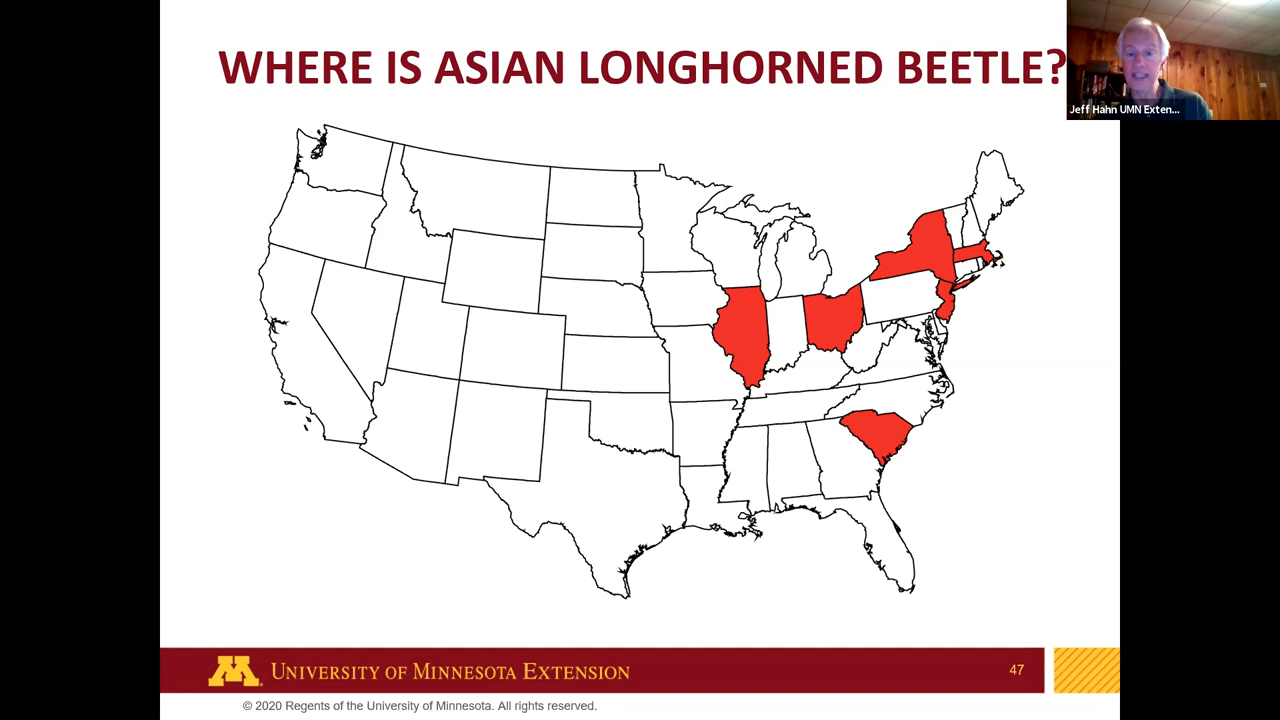 WHERE IS ASIAN LONGHORNED BEETLE?
Jeff Hahn UMN Exten...
UNIVERSITY OF MINNESOTA EXTENSION
47
© 2020 Regents of the University of Minnesota. All rights reserved.